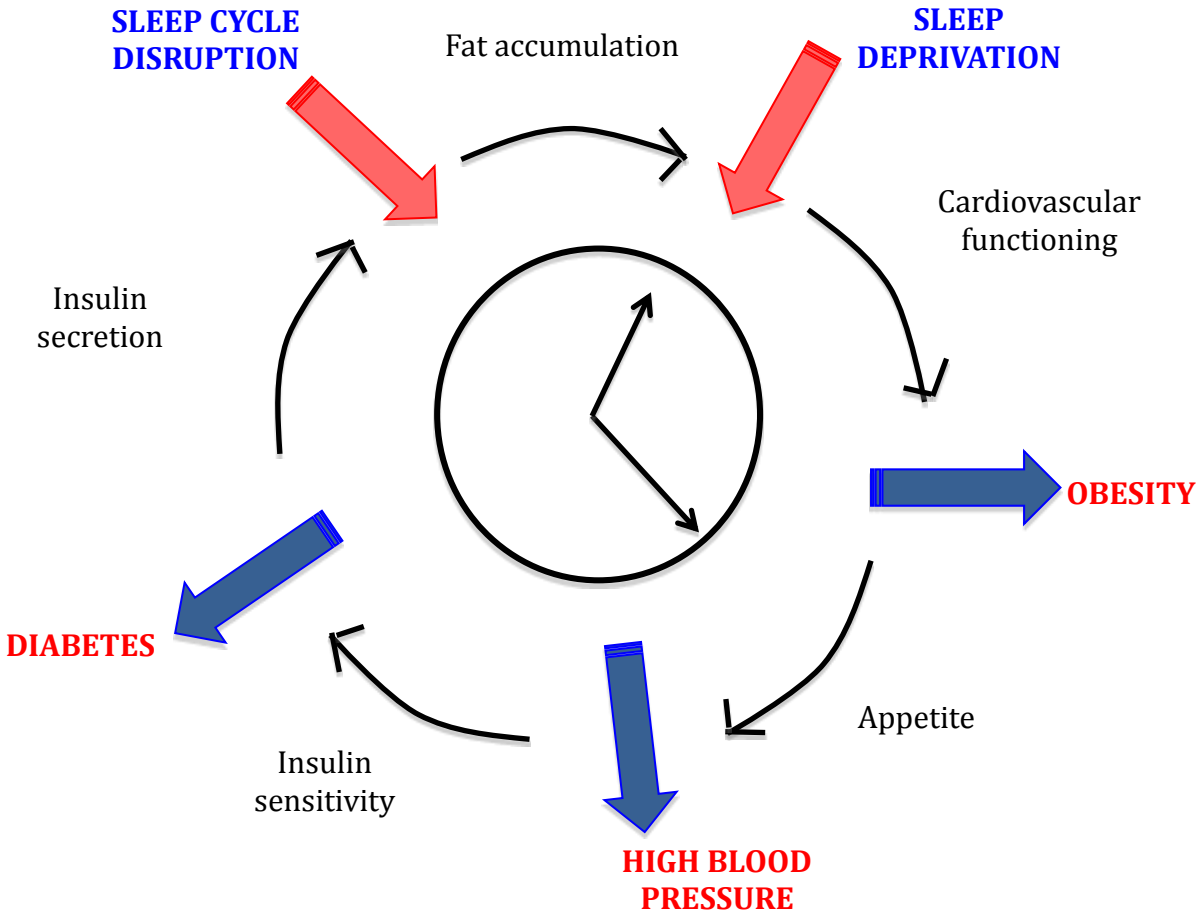 SLEEP CYCLE
DISRUPTION
Fat accumulation
SLEEP
DEPRIVATION
Cardiovascular
functioning
Insulin
secretion
OBESITY
DIABETES
Appetite
Insulin
sensitivity
HIGH BLOOD
PRESSURE